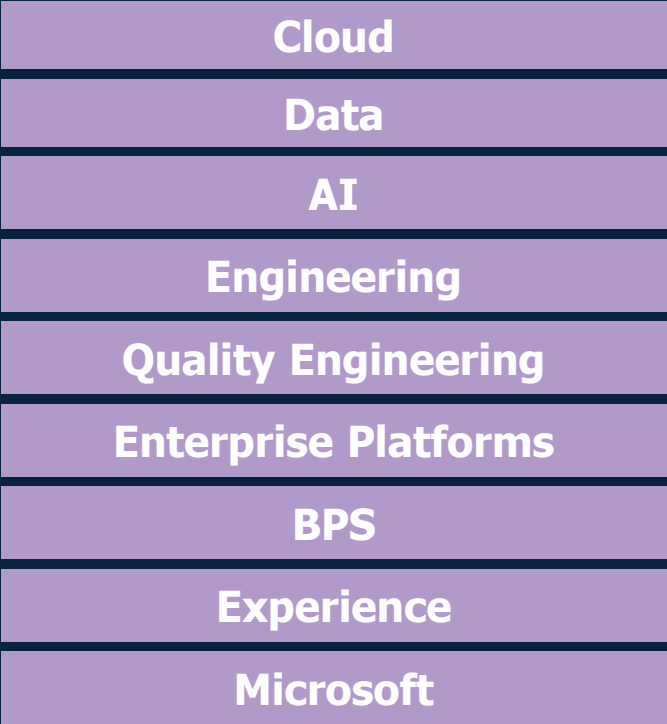 Cloud
Data
AI
Engineering
Quality Engineering
Enterprise Platforms
BPS
Experience
Microsoft